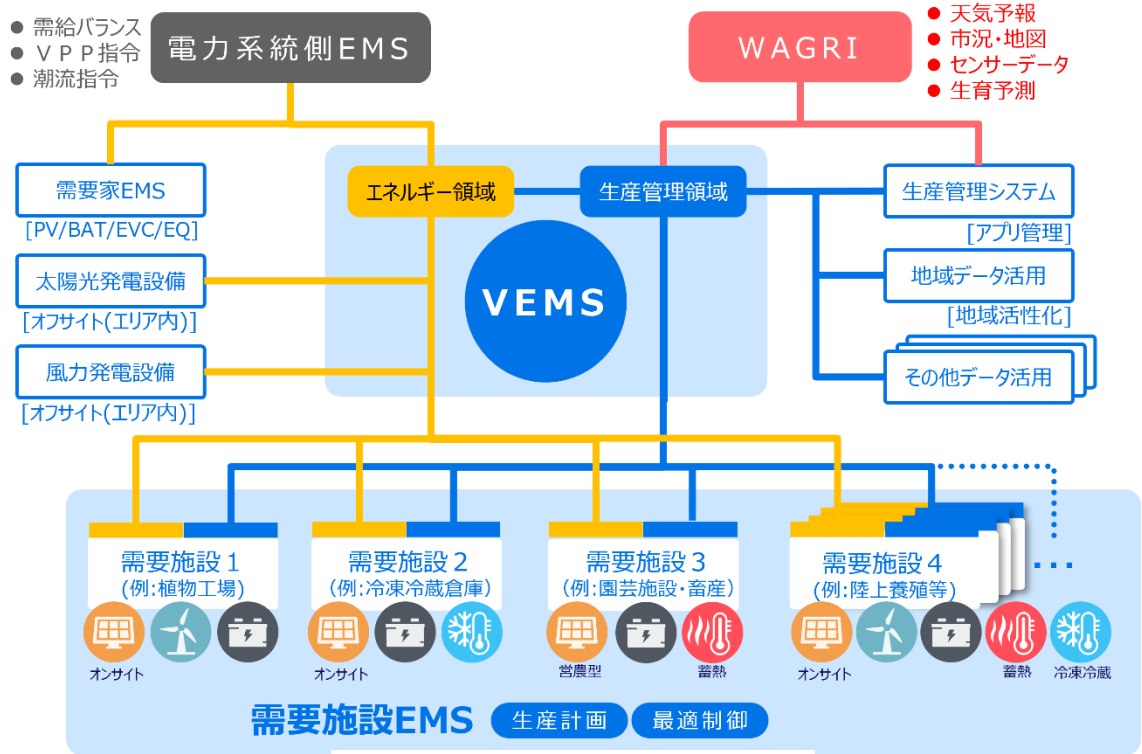 ● 需給バランス
● ＶＰＰ指令
● 潮流指令
電力系統側EMS
WAGRI
● 天気予報
● 市況・地図
● センサーデータ
● 生育予測
需要家EMS
[PV/BAT/EVC/EQ]
太陽光発電設備
[オフサイト(エリア内)]
風力発電設備
[オフサイト(エリア内)]
エネルギー領域
生産管理領域
VEMS
生産管理システム
[アプリ管理]
地域データ活用
[地域活性化]
その他データ活用
需要施設１
(例:植物工場)
オンサイト
需要施設２
(例:冷凍冷蔵倉庫)
オンサイト
需要施設３
(例:園芸施設・畜産)
営農型
蓄熱
需要施設４
(例:陸上養殖等)
オンサイト
蓄熱
冷凍冷蔵
・・・
需要施設EMS
生産計画
最適制御